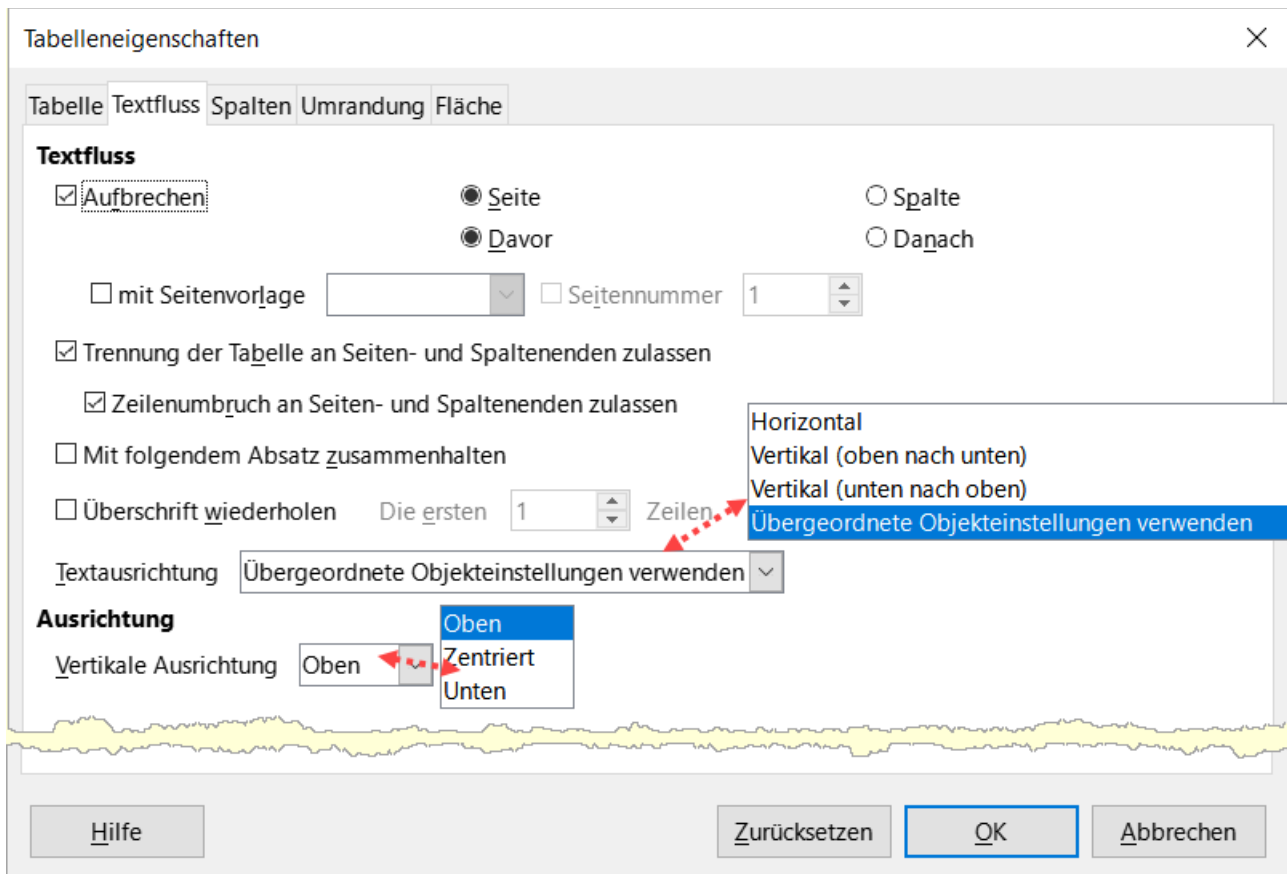 Tabelleneigenschaften
Tabelle Textfluss Spalten Umrandung Fläche
Textfluss
Aufbrechen Seite Spalte
Davor Danach
mit Seitenvorlage Seitennummer 1
Trennung der Tabelle an Seiten- und Spaltenenden zulassen
Zeilenumbruch an Seiten- und Spaltenenden zulassen
Horizontal
Vertikal (oben nach unten)
Mit folgendem Absatz zusammenhalten
Vertikal (unten nach oben)
Überschrift wiederholen Die ersten 1 Zeilen
Übergeordnete Objekteinstellungen verwenden
Textausrichtung Übergeordnete Objekteinstellungen verwenden
Ausrichtung
Oben
Vertikale Ausrichtung Oben
Zentriert
Unten
Hilfe Zurücksetzen OK Abbrechen